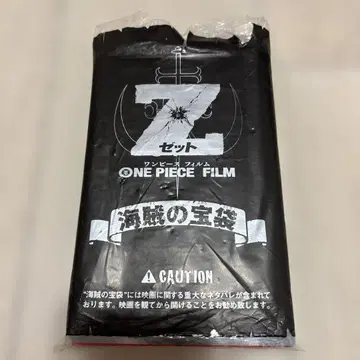 Z
ゼット
ワンピース フィルム
ONE PIECE FILM
海賊の宝袋
CAUTION
"海賊の宝袋"には映画に関する重大なネタバレが含まれて
おります。映画を観てから開けることをお勧め致します。